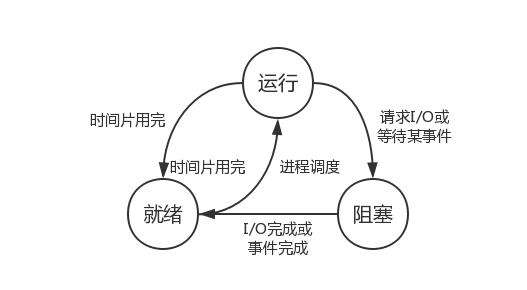 运行
时间片用完
请求I/O或
等待某事件
时间片用完
进程调度
就绪
阻塞
I/O完成或
事件完成